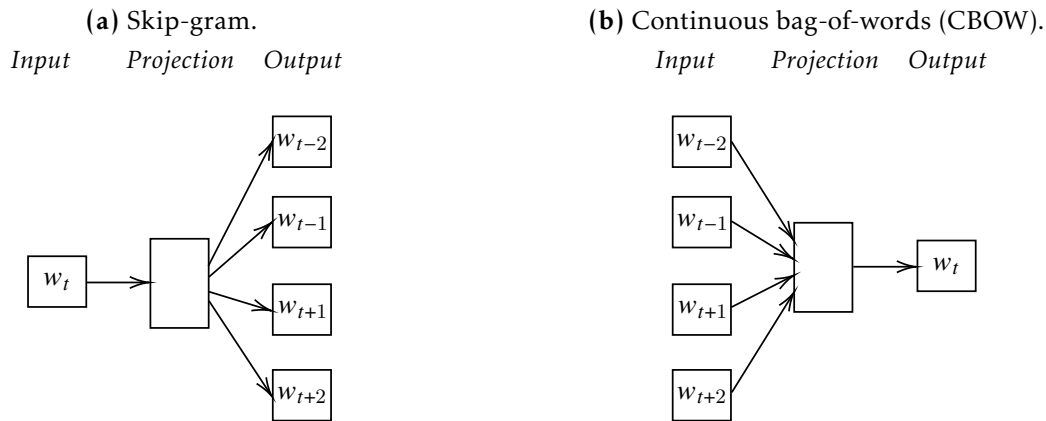 (a) Skip-gram.
Input Projection Output
w_{t−2}
w_{t−1}
w_t
w_{t+1}
w_{t+2}
(b) Continuous bag-of-words (CBOW).
Input Projection Output
w_{t−2}
w_{t−1}
w_t
w_{t+1}
w_{t+2}